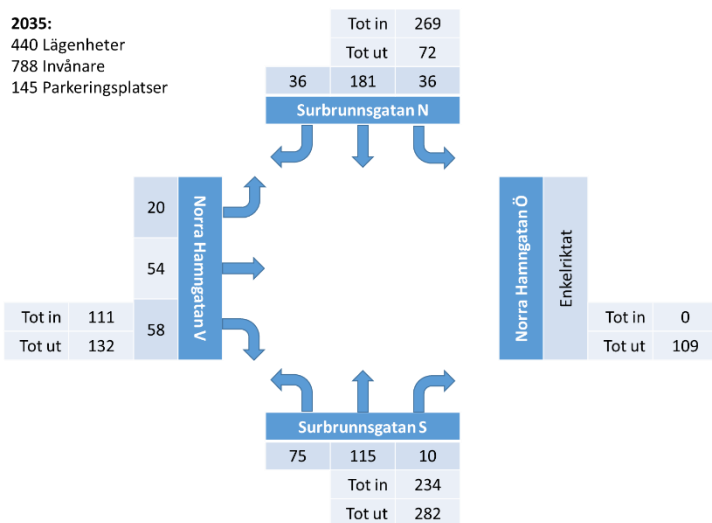 2035:
440 Lägenheter
788 Invånare
145 Parkeringsplatser
Tot in 269
Tot ut 72
36 181 36
Surbrunnsgatan N
20
54
58
Norra Hamngatan V
Tot in 111
Tot ut 132
Norra Hamngatan Ö
Enkelriktat
Tot in 0
Tot ut 109
Surbrunnsgatan S
75 115 10
Tot in 234
Tot ut 282